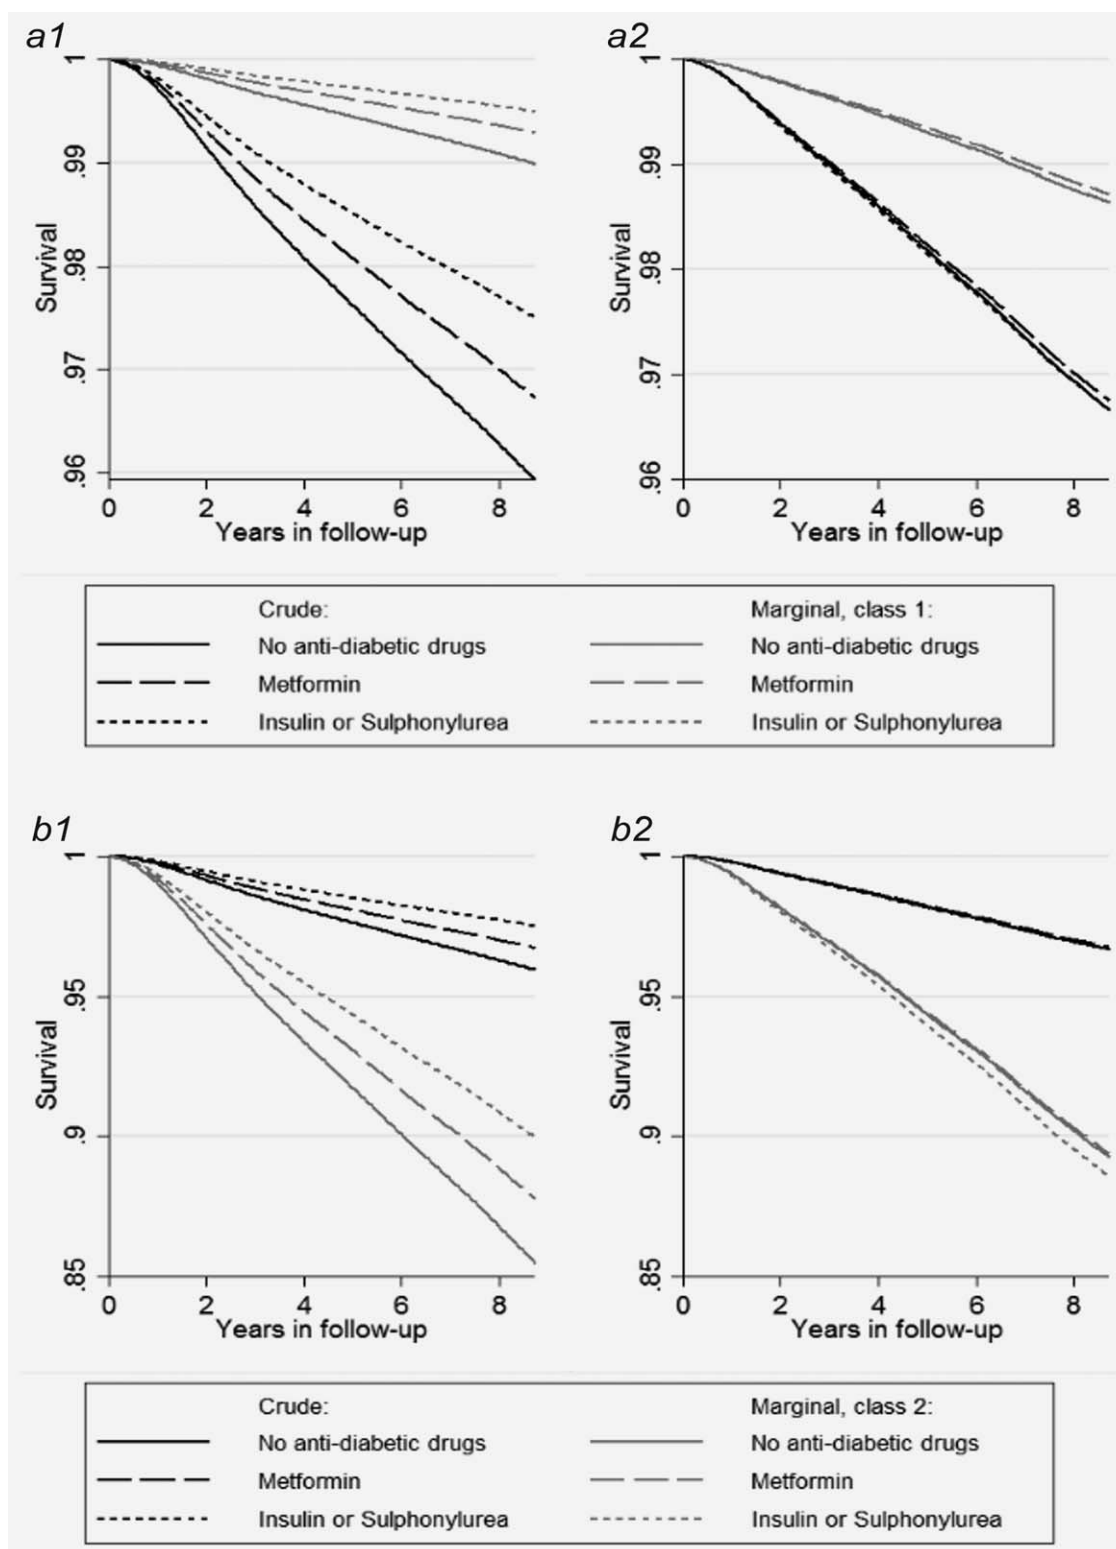 a1
a2
1
.99
.98
.97
.96
Survival
0 2 4 6 8
Years in follow-up
1
.99
.98
.97
.96
Survival
0 2 4 6 8
Years in follow-up
Crude: Marginal, class 1:
No anti-diabetic drugs No anti-diabetic drugs
Metformin Metformin
Insulin or Sulphonylurea Insulin or Sulphonylurea
b1
b2
1
.95
.9
.85
Survival
0 2 4 6 8
Years in follow-up
1
.95
.9
.85
Survival
0 2 4 6 8
Years in follow-up
Crude: Marginal, class 2:
No anti-diabetic drugs No anti-diabetic drugs
Metformin Metformin
Insulin or Sulphonylurea Insulin or Sulphonylurea